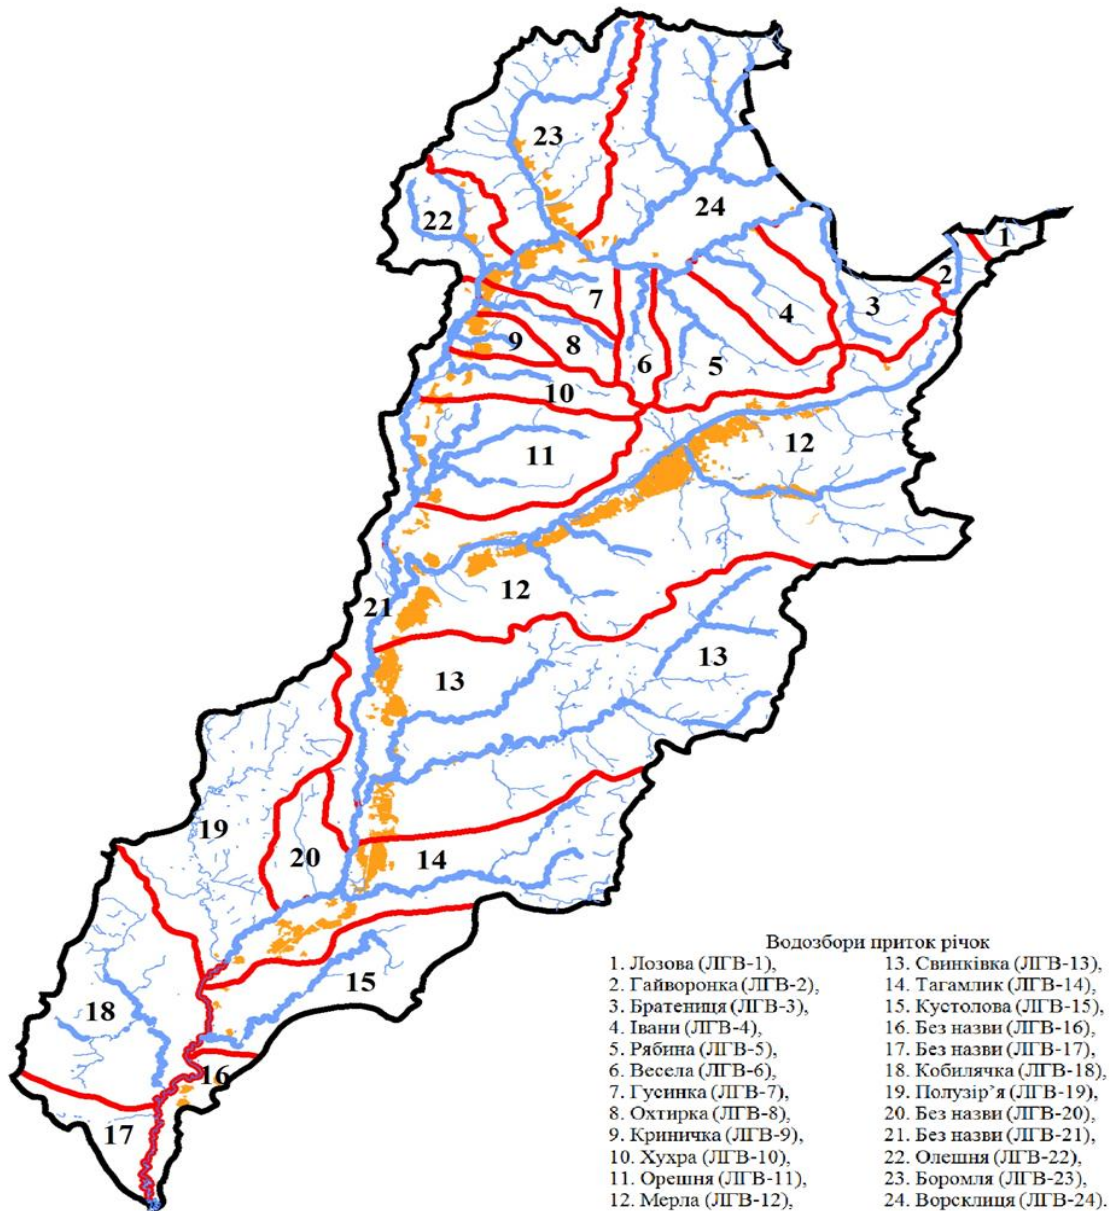 23
24
22
1
2
7
4
3
9
8
6
5
10
11
12
12
21
13
13
19
20
14
15
18
16
17
Водозбори приток річок
1. Лозова (ЛГВ-1),
2. Гайворонка (ЛГВ-2),
3. Братениця (ЛГВ-3),
4. Івани (ЛГВ-4),
5. Рябина (ЛГВ-5),
6. Весела (ЛГВ-6),
7. Гусинка (ЛГВ-7),
8. Охтирка (ЛГВ-8),
9. Криничка (ЛГВ-9),
10. Хухра (ЛГВ-10),
11. Орешня (ЛГВ-11),
12. Мерла (ЛГВ-12),
13. Свинківка (ЛГВ-13),
14. Тагамлик (ЛГВ-14),
15. Кустолова (ЛГВ-15),
16. Без назви (ЛГВ-16),
17. Без назви (ЛГВ-17),
18. Кобилячка (ЛГВ-18),
19. Полузір’я (ЛГВ-19),
20. Без назви (ЛГВ-20),
21. Без назви (ЛГВ-21),
22. Олешня (ЛГВ-22),
23. Боромля (ЛГВ-23),
24. Ворсклиця (ЛГВ-24).